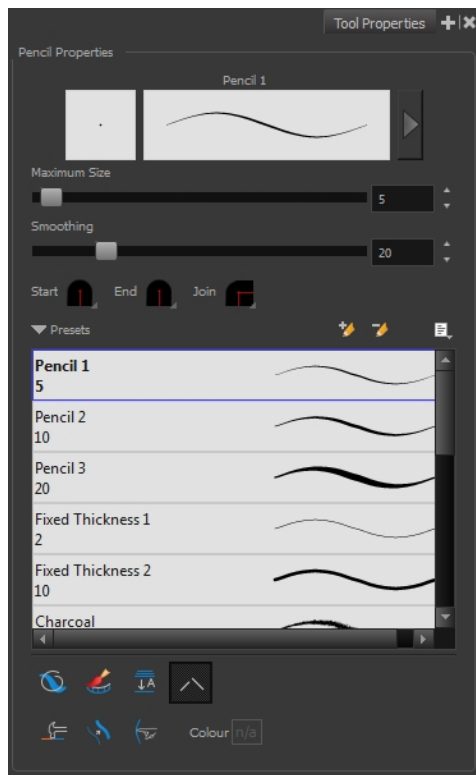 Tool Properties
Pencil Properties
Pencil 1
Maximum Size
5
Smoothing
20
Start End Join
Presets
Pencil 1
5
Pencil 2
10
Pencil 3
20
Fixed Thickness 1
2
Fixed Thickness 2
10
Charcoal
A
Colour n/a